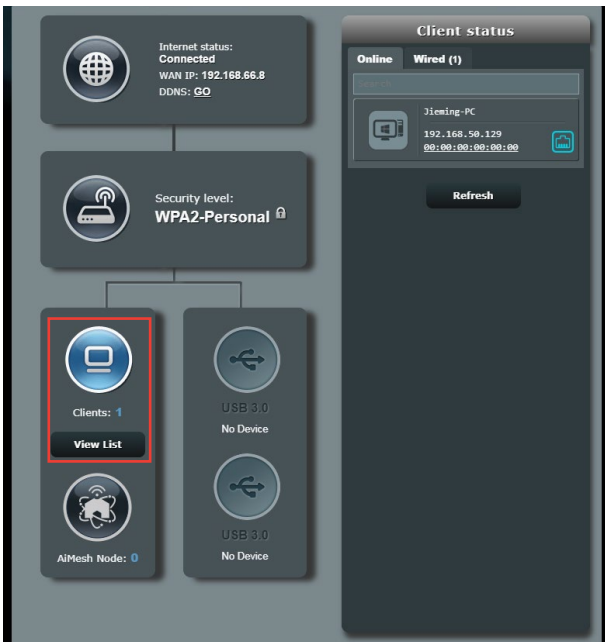 Internet status:
Connected
WAN IP: 192.168.66.8
DDNS: GO
Security level:
WPA2-Personal
Clients: 1
View List
AiMesh Node: 0
USB 3.0
No Device
USB 3.0
No Device
Client status
Online Wired (1)
Search
Jieming-PC
192.168.50.129
00:00:00:00:00:00
Refresh